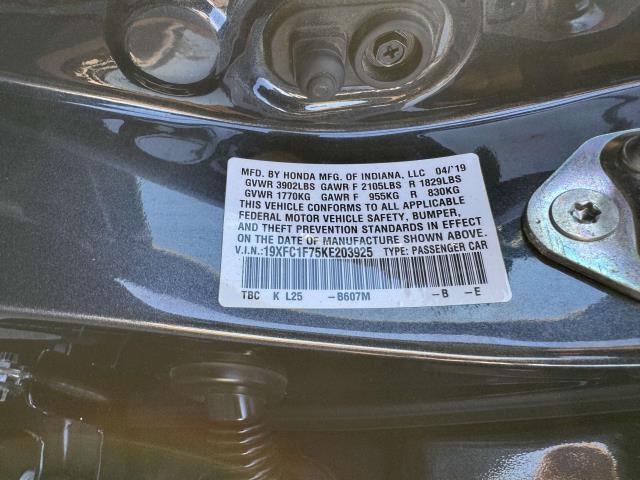 MFD. BY HONDA MFG. OF INDIANA, LLC 04/'19
GVWR 3902LBS GAWR F 2105LBS R 1829LBS
GVWR 1770KG GAWR F 955KG R 830KG
THIS VEHICLE CONFORMS TO ALL APPLICABLE
FEDERAL MOTOR VEHICLE SAFETY, BUMPER,
AND THEFT PREVENTION STANDARDS IN EFFECT
ON THE DATE OF MANUFACTURE SHOWN ABOVE.
V.I.N.:19XFC1F75KE203925 TYPE: PASSENGER CAR
TBC K L25 -B607M -B -E